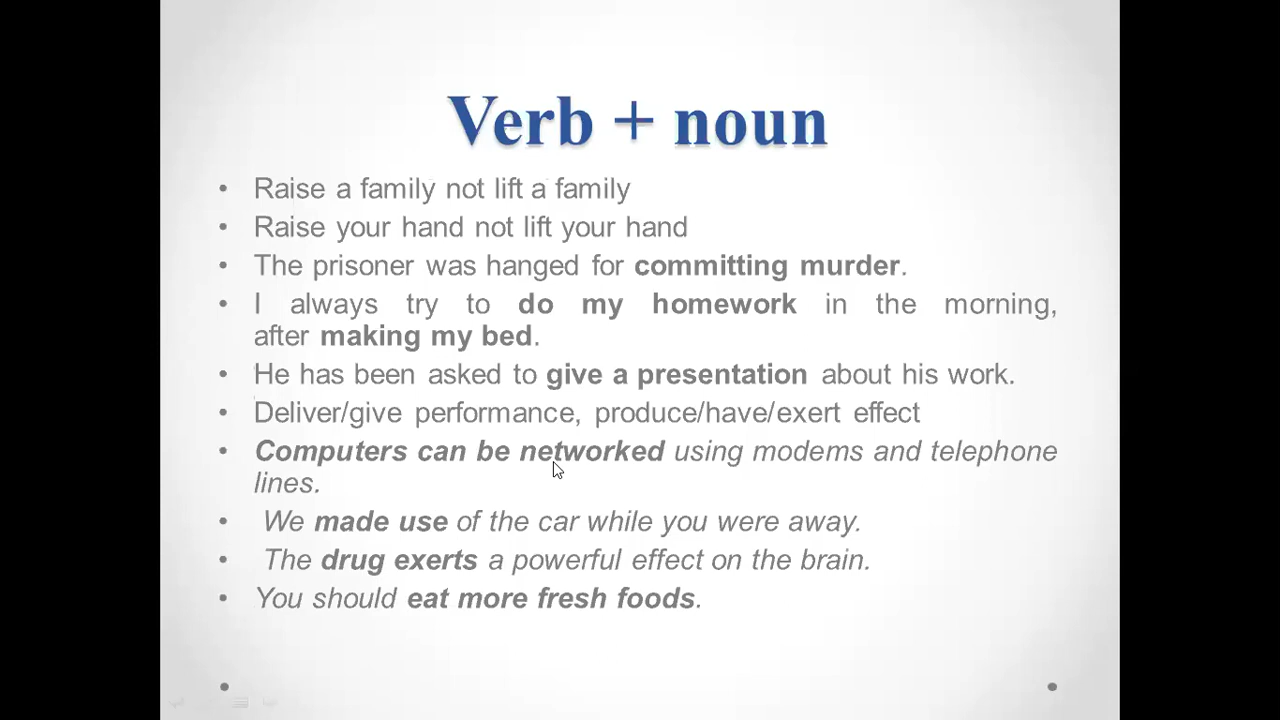 Verb + noun
• Raise a family not lift a family
• Raise your hand not lift your hand
• The prisoner was hanged for committing murder.
• I always try to do my homework in the morning,
after making my bed.
• He has been asked to give a presentation about his work.
• Deliver/give performance, produce/have/exert effect
• Computers can be networked using modems and telephone
lines.
• We made use of the car while you were away.
• The drug exerts a powerful effect on the brain.
• You should eat more fresh foods.